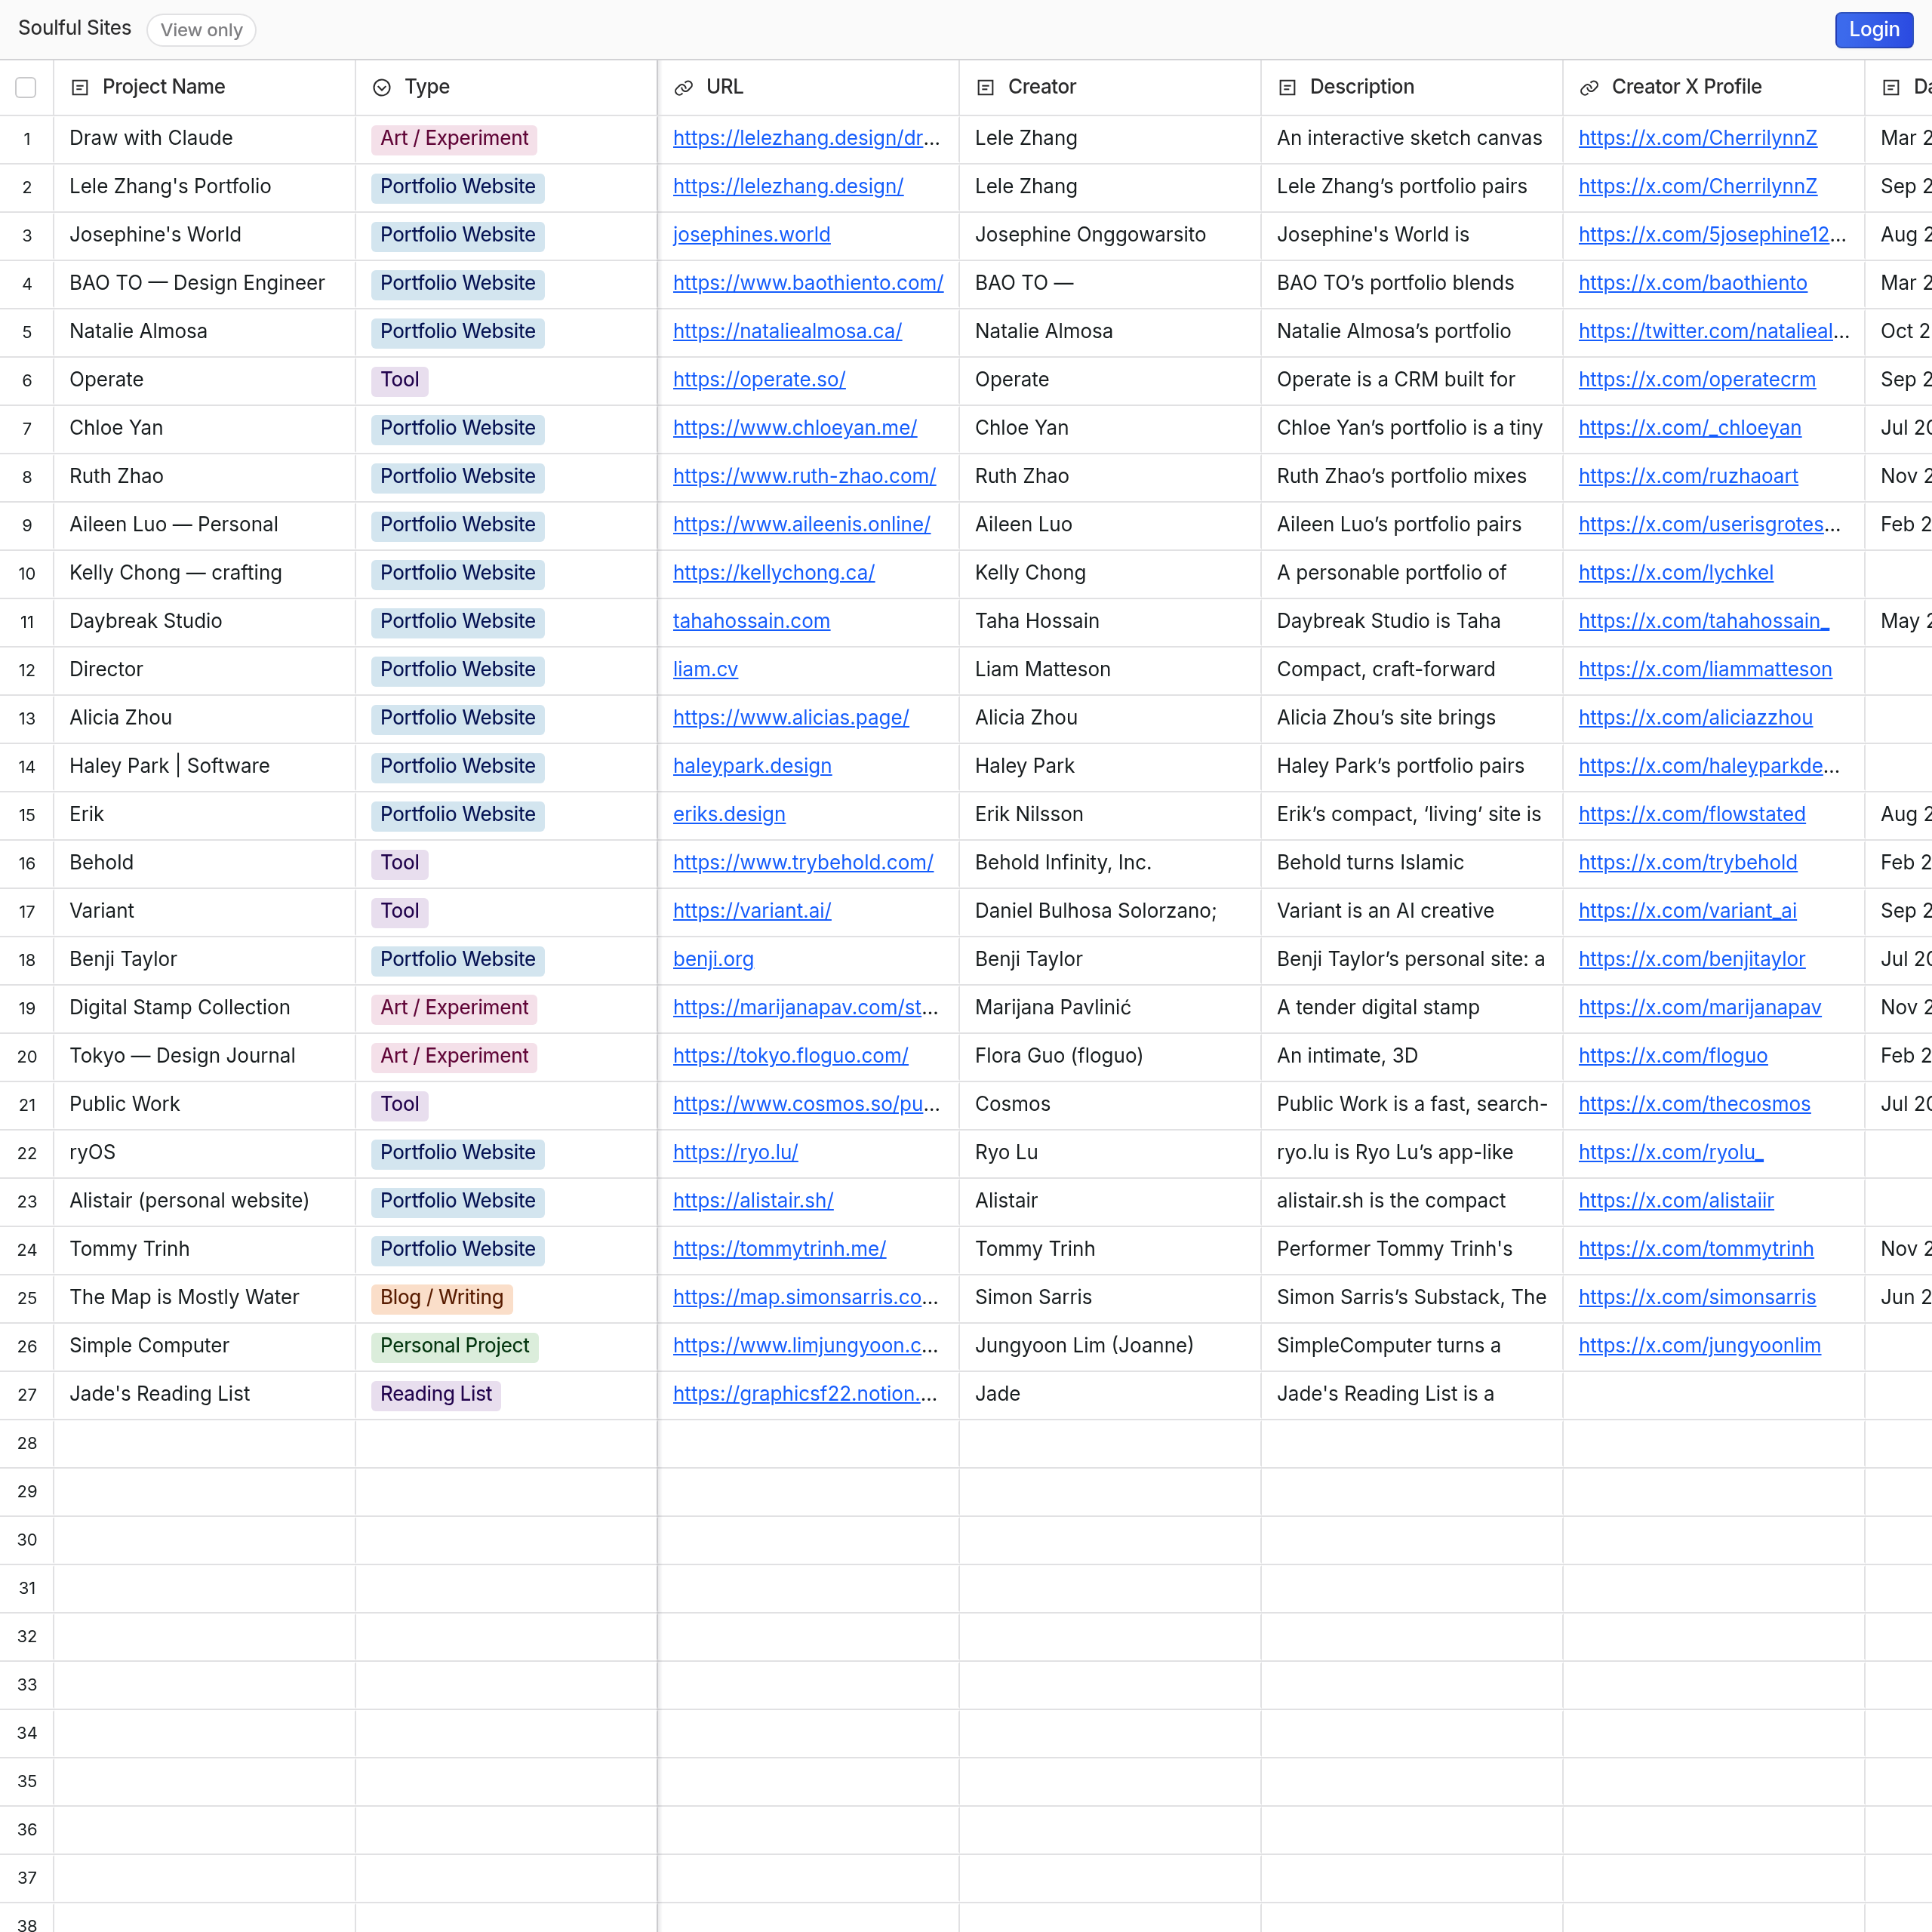 Soulful Sites View only Login
Project Name Type URL Creator Description Creator X Profile Da
1 Draw with Claude Art / Experiment https://lelezhang.design/dr... Lele Zhang An interactive sketch canvas https://x.com/CherrilynnZ Mar 2
2 Lele Zhang's Portfolio Portfolio Website https://lelezhang.design/ Lele Zhang Lele Zhang’s portfolio pairs https://x.com/CherrilynnZ Sep 2
3 Josephine's World Portfolio Website josephines.world Josephine Onggowarsito Josephine's World is https://x.com/5josephine12... Aug 2
4 BAO TO — Design Engineer Portfolio Website https://www.baothiento.com/ BAO TO — BAO TO’s portfolio blends https://x.com/baothiento Mar 2
5 Natalie Almosa Portfolio Website https://nataliealmosa.ca/ Natalie Almosa Natalie Almosa’s portfolio https://twitter.com/natalieal... Oct 2
6 Operate Tool https://operate.so/ Operate Operate is a CRM built for https://x.com/operatecrm Sep 2
7 Chloe Yan Portfolio Website https://www.chloeyan.me/ Chloe Yan Chloe Yan’s portfolio is a tiny https://x.com/_chloeyan Jul 20
8 Ruth Zhao Portfolio Website https://www.ruth-zhao.com/ Ruth Zhao Ruth Zhao’s portfolio mixes https://x.com/ruzhaoart Nov 2
9 Aileen Luo — Personal Portfolio Website https://www.aileenis.online/ Aileen Luo Aileen Luo’s portfolio pairs https://x.com/userisgrotes... Feb 2
10 Kelly Chong — crafting Portfolio Website https://kellychong.ca/ Kelly Chong A personable portfolio of https://x.com/lychkel
11 Daybreak Studio Portfolio Website tahahossain.com Taha Hossain Daybreak Studio is Taha https://x.com/tahahossain_ May 2
12 Director Portfolio Website liam.cv Liam Matteson Compact, craft-forward https://x.com/liammatteson
13 Alicia Zhou Portfolio Website https://www.alicias.page/ Alicia Zhou Alicia Zhou’s site brings https://x.com/aliciazzhou
14 Haley Park | Software Portfolio Website haleypark.design Haley Park Haley Park’s portfolio pairs https://x.com/haleyparkde...
15 Erik Portfolio Website eriks.design Erik Nilsson Erik’s compact, ‘living’ site is https://x.com/flowstated Aug 2
16 Behold Tool https://www.trybehold.com/ Behold Infinity, Inc. Behold turns Islamic https://x.com/trybehold Feb 2
17 Variant Tool https://variant.ai/ Daniel Bulhosa Solorzano; Variant is an AI creative https://x.com/variant_ai Sep 2
18 Benji Taylor Portfolio Website benji.org Benji Taylor Benji Taylor’s personal site: a https://x.com/benjitaylor Jul 20
19 Digital Stamp Collection Art / Experiment https://marijanapav.com/st... Marijana Pavlinić A tender digital stamp https://x.com/marijanapav Nov 2
20 Tokyo — Design Journal Art / Experiment https://tokyo.floguo.com/ Flora Guo (floguo) An intimate, 3D https://x.com/floguo Feb 2
21 Public Work Tool https://www.cosmos.so/pu... Cosmos Public Work is a fast, search- https://x.com/thecosmos Jul 20
22 ryOS Portfolio Website https://ryo.lu/ Ryo Lu ryo.lu is Ryo Lu’s app-like https://x.com/ryolu_
23 Alistair (personal website) Portfolio Website https://alistair.sh/ Alistair alistair.sh is the compact https://x.com/alistaiir
24 Tommy Trinh Portfolio Website https://tommytrinh.me/ Tommy Trinh Performer Tommy Trinh's https://x.com/tommytrinh Nov 2
25 The Map is Mostly Water Blog / Writing https://map.simonsarris.co... Simon Sarris Simon Sarris’s Substack, The https://x.com/simonsarris Jun 2
26 Simple Computer Personal Project https://www.limjungyoon.c... Jungyoon Lim (Joanne) SimpleComputer turns a https://x.com/jungyoonlim
27 Jade's Reading List Reading List https://graphicsf22.notion.... Jade Jade's Reading List is a
28
29
30
31
32
33
34
35
36
37
38